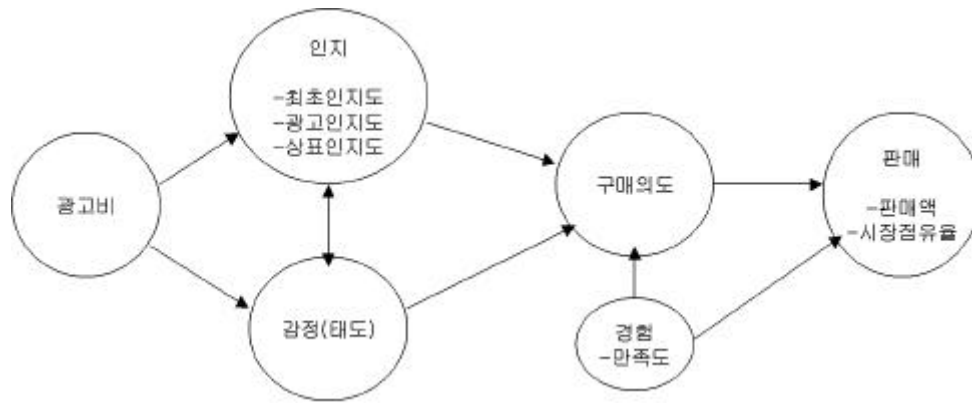 인지
-최초인지도
-광고인지도
-상표인지도
광고비
감정(태도)
구매의도
경험
-만족도
판매
-판매액
-시장점유율